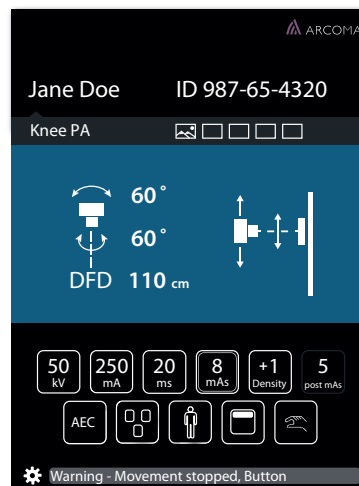 ARCOMA
Jane Doe ID 987-65-4320
Knee PA
60°
60°
DFD 110 cm
50 250 20 8 +1 5
kV mA ms mAs Density post mAs
AEC
Warning - Movement stopped, Button